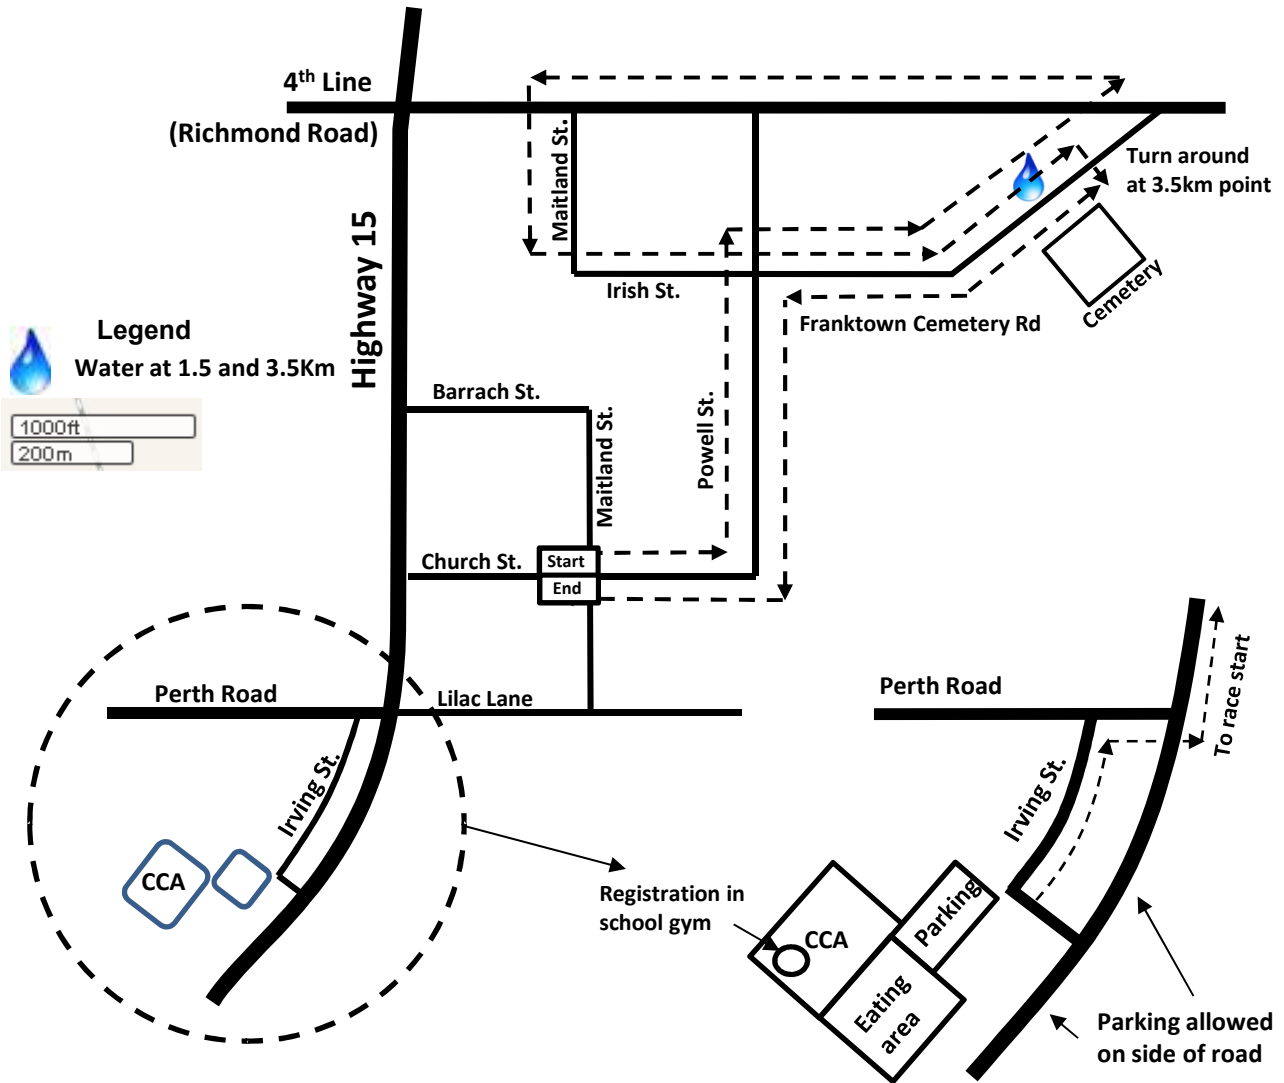 4th Line
(Richmond Road)
Maitland St.
Turn around
at 3.5km point
Highway 15
Irish St.
Cemetery
Franktown Cemetery Rd
Legend
Water at 1.5 and 3.5Km
1000ft
200m
Barrach St.
Maitland St.
Powell St.
Church St.
Start
End
Perth Road
Lilac Lane
Irving St.
CCA
Registration in
school gym
Perth Road
To race start
Irving St.
Parking
CCA
Eating
area
Parking allowed
on side of road